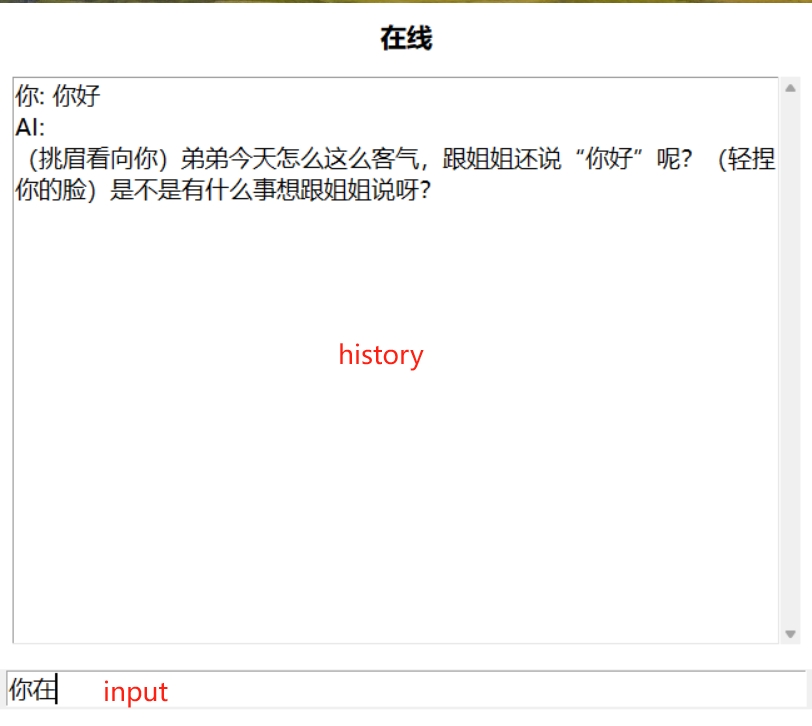 在线
你: 你好
AI:
（挑眉看向你）弟弟今天怎么这么客气，跟姐姐还说“你好”呢？（轻捏
你的脸）是不是有什么事想跟姐姐说呀？
history
你在
input